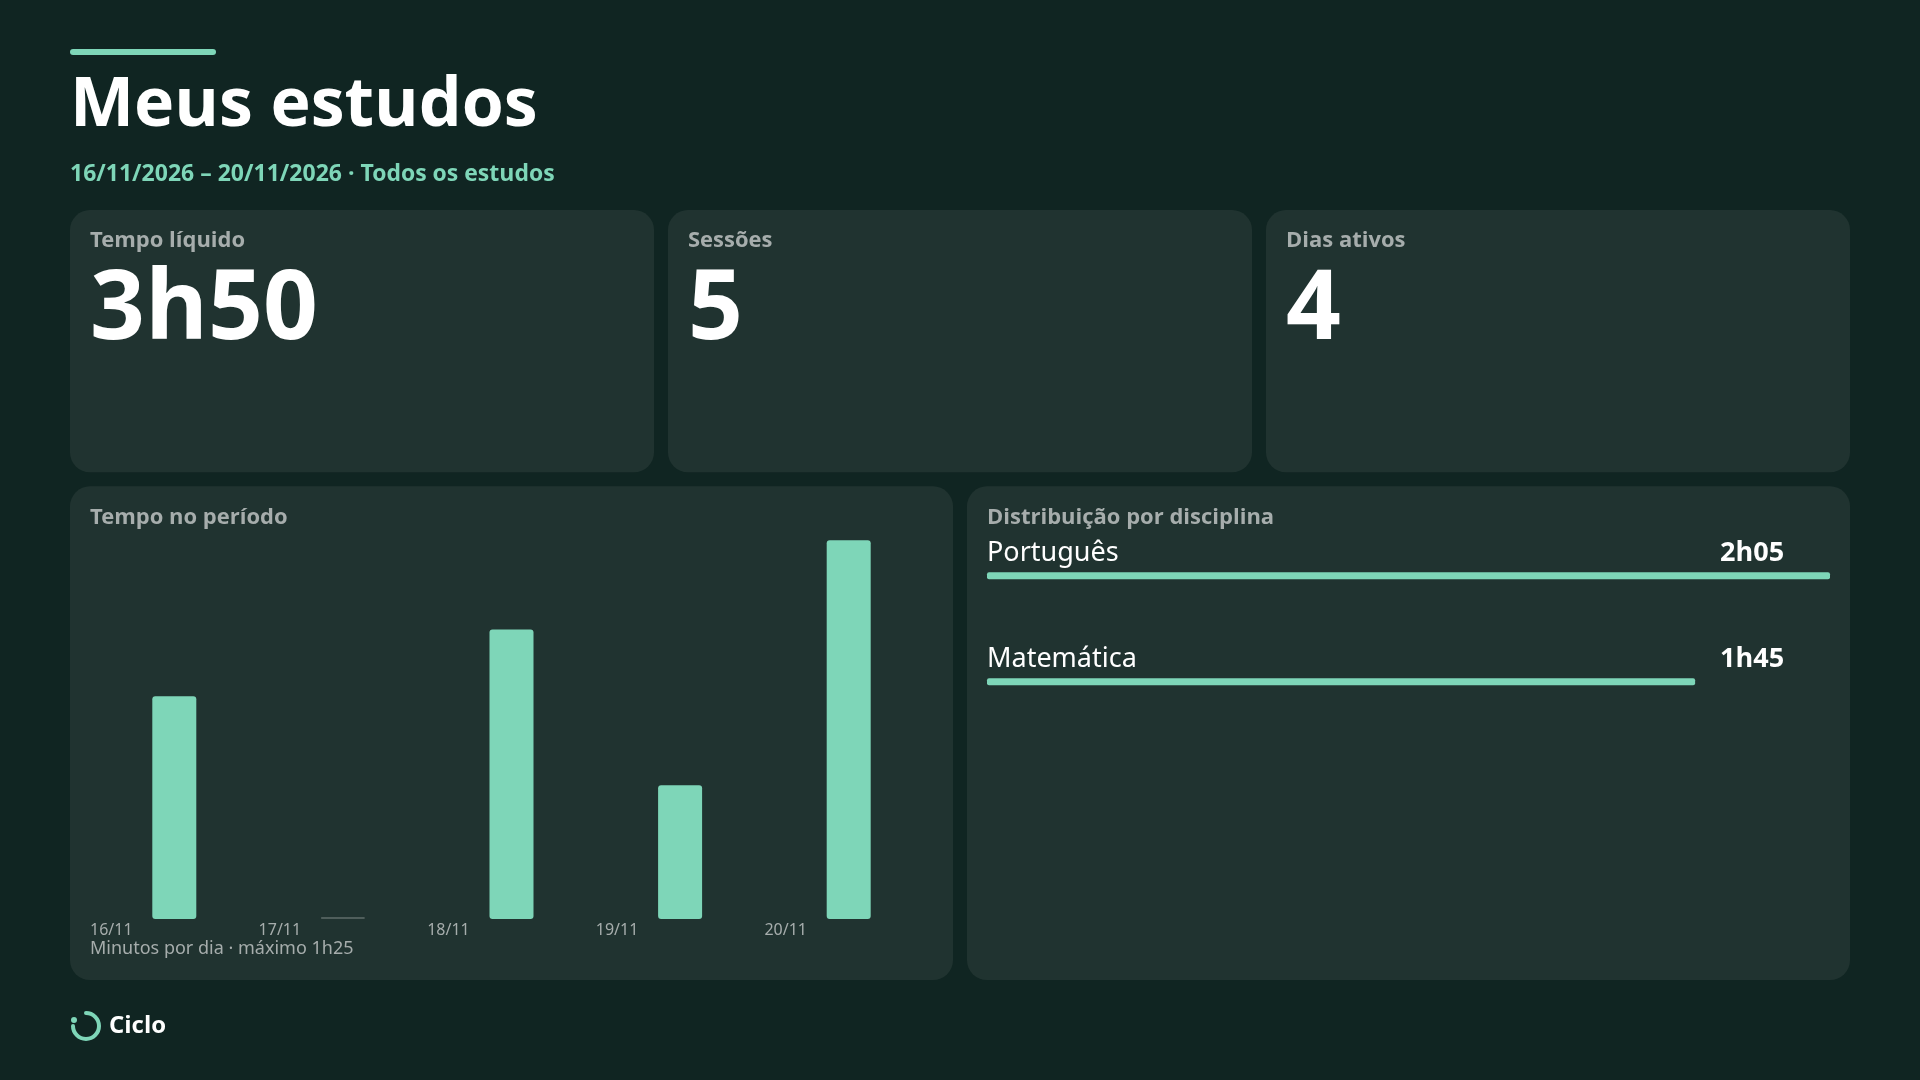 Meus estudos
16/11/2026 – 20/11/2026 · Todos os estudos
Tempo líquido
3h50
Sessões
5
Dias ativos
4
Tempo no período
16/11 17/11 18/11 19/11 20/11
Minutos por dia · máximo 1h25
Distribuição por disciplina
Português 2h05
Matemática 1h45
Ciclo